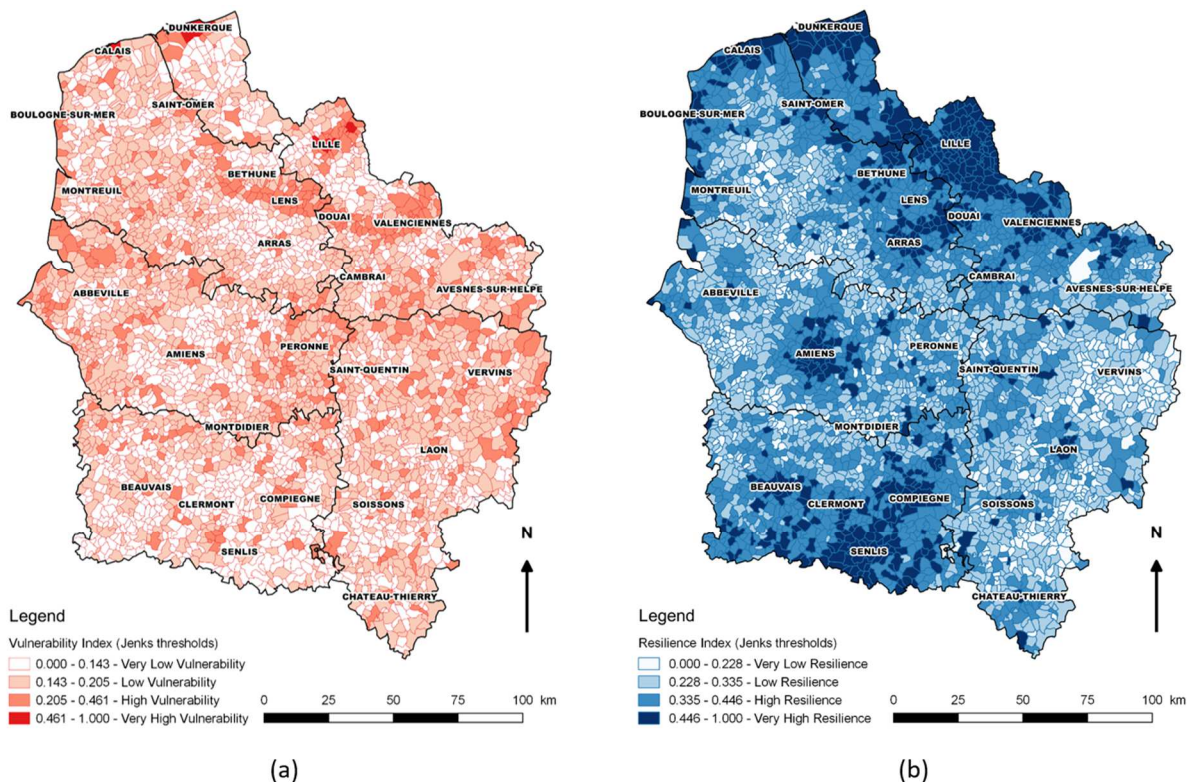 DUNKERQUE
CALAIS
SAINT-OMER
BOULOGNE-SUR-MER
LILLE
BETHUNE
MONTREUIL
LENS
DOUAI
VALENCIENNES
ARRAS
CAMBRAI
ABBEVILLE
AVESNES-SUR-HELPE
AMIENS
PERONNE
SAINT-QUENTIN
VERVINS
MONTDIDIER
LAON
BEAUVAIS
CLERMONT
COMPIEGNE
SOISSONS
SENLIS
N
CHATEAU-THIERRY
Legend
Vulnerability Index (Jenks thresholds)
0.000 - 0.143 - Very Low Vulnerability
0.143 - 0.205 - Low Vulnerability
0.205 - 0.461 - High Vulnerability
0.461 - 1.000 - Very High Vulnerability
0 25 50 75 100 km
(a)
DUNKERQUE
CALAIS
SAINT-OMER
BOULOGNE-SUR-MER
LILLE
BETHUNE
MONTREUIL
LENS
DOUAI
VALENCIENNES
ARRAS
CAMBRAI
ABBEVILLE
AVESNES-SUR-HELPE
AMIENS
PERONNE
SAINT-QUENTIN
VERVINS
MONTDIDIER
LAON
BEAUVAIS
CLERMONT
COMPIEGNE
SOISSONS
SENLIS
N
CHATEAU-THIERRY
Legend
Resilience Index (Jenks thresholds)
0.000 - 0.228 - Very Low Resilience
0.228 - 0.335 - Low Resilience
0.335 - 0.446 - High Resilience
0.446 - 1.000 - Very High Resilience
0 25 50 75 100 km
(b)